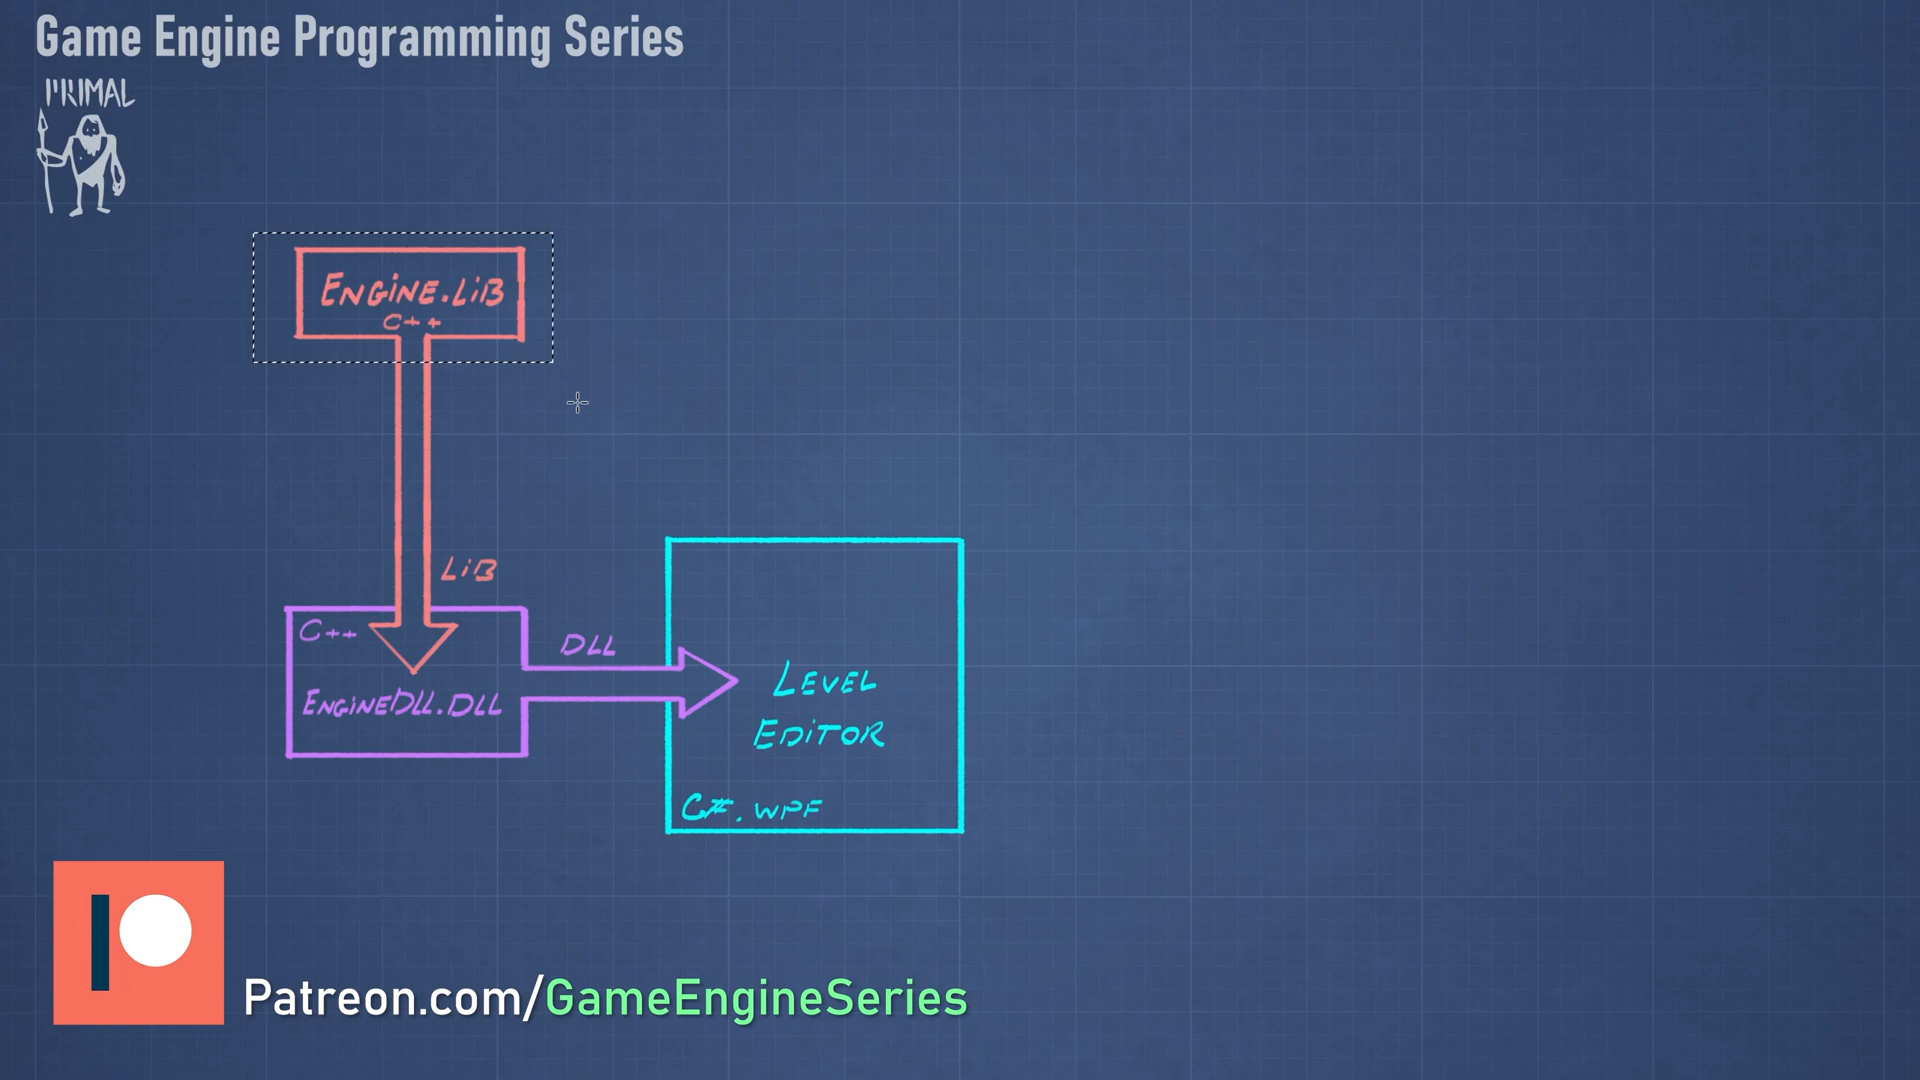 Game Engine Programming Series
PRIMAL
ENGINE.LiB
C++
LiB
C++
ENGiNEDLL.DLL
DLL
LEVEL
EDiTOR
C#. WPF
Patreon.com/GameEngineSeries